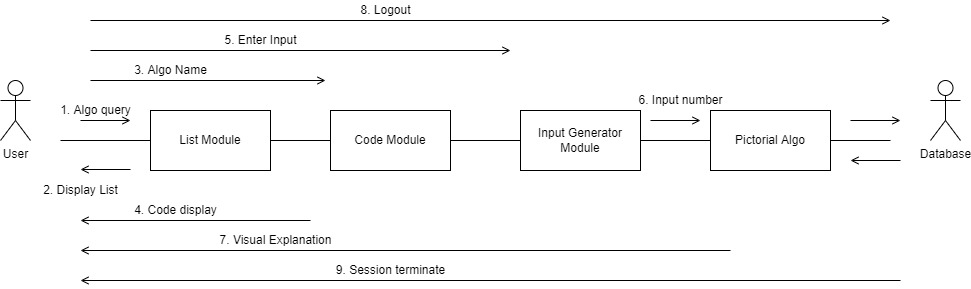 8. Logout
5. Enter Input
3. Algo Name
1. Algo query
6. Input number
List Module
Code Module
Input Generator
Module
Pictorial Algo
User
Database
2. Display List
4. Code display
7. Visual Explanation
9. Session terminate